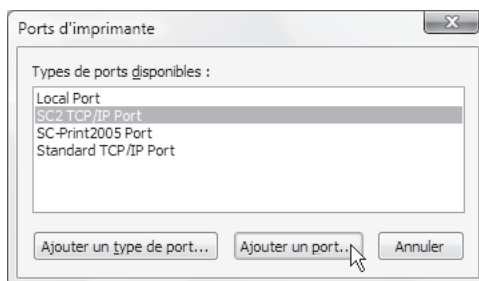 Ports d'imprimante
Types de ports disponibles :
Local Port
SC2 TCP/IP Port
SC-Print2005 Port
Standard TCP/IP Port
Ajouter un type de port... Ajouter un port... Annuler